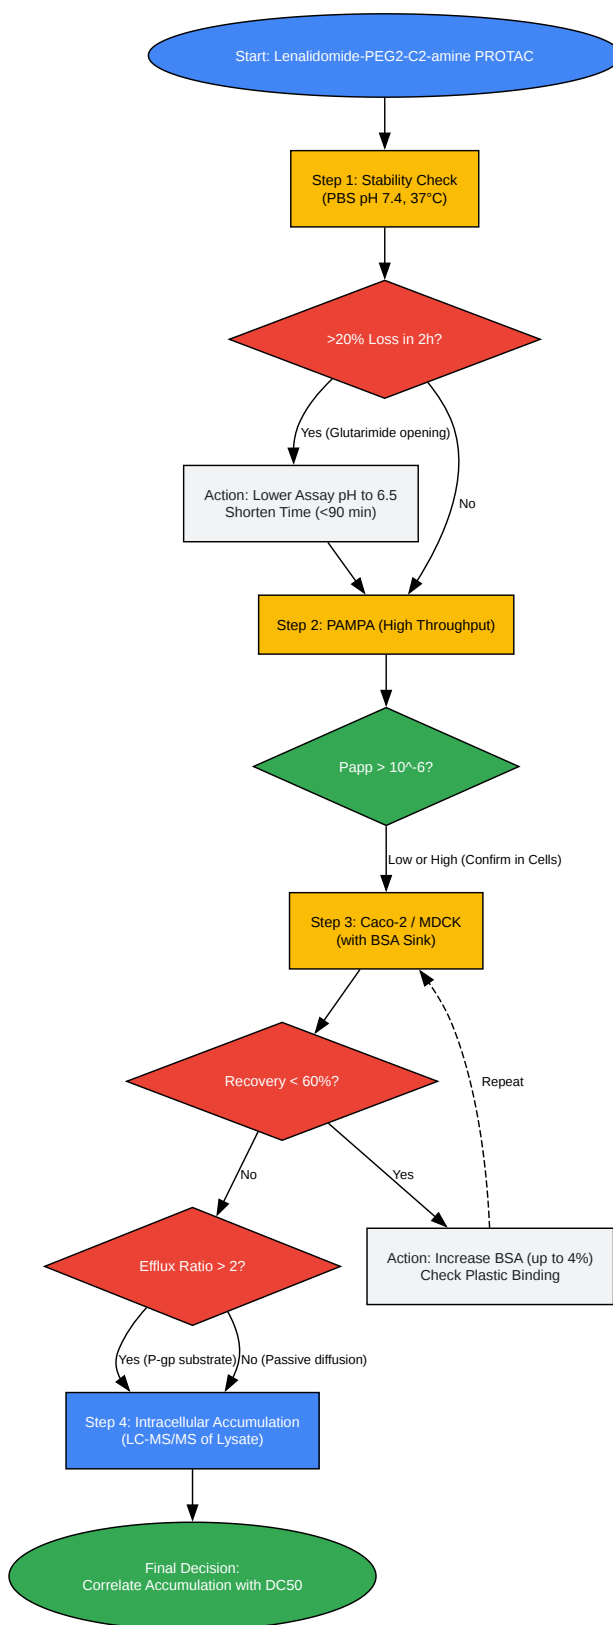 Start: Lenalidomide-PEG2-C2-amine PROTAC
Step 1: Stability Check
(PBS pH 7.4, 37°C)
>20% Loss in 2h?
Yes (Glutarimide opening)
Action: Lower Assay pH to 6.5
Shorten Time (<90 min)
No
Step 2: PAMPA (High Throughput)
Papp > 10^-6?
Low or High (Confirm in Cells)
Step 3: Caco-2 / MDCK
(with BSA Sink)
Recovery < 60%?
Repeat
No
Yes
Efflux Ratio > 2?
Action: Increase BSA (up to 4%)
Check Plastic Binding
Yes (P-gp substrate)
No (Passive diffusion)
Step 4: Intracellular Accumulation
(LC-MS/MS of Lysate)
Final Decision:
Correlate Accumulation with DC50